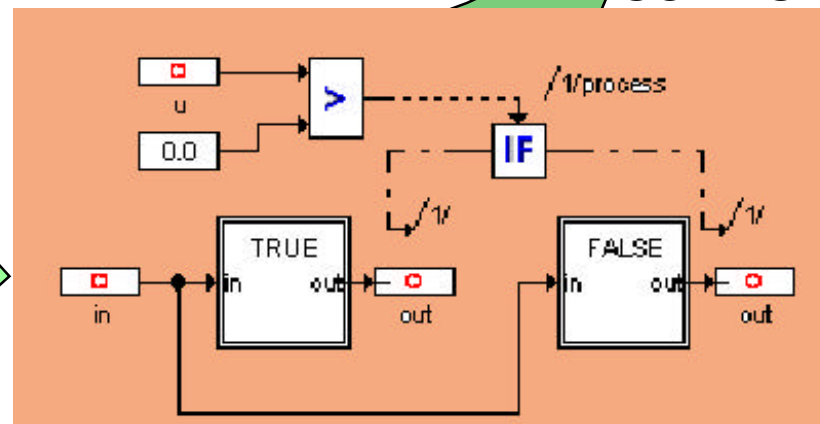 u
>
/1/process
0.0
IF
/1/
/1/
TRUE
FALSE
in
out
in
out
in
out
out